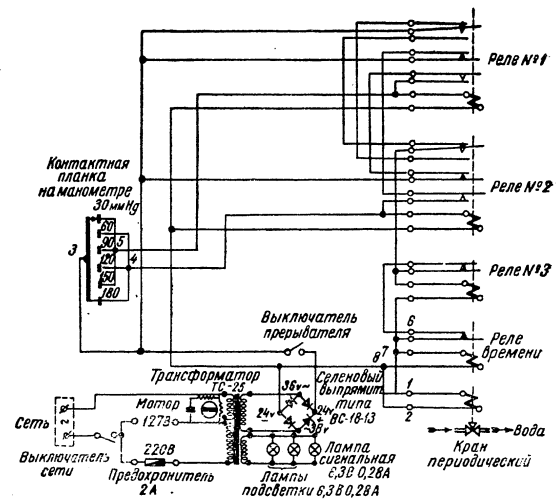 Реле №1
Контактная
планка
на манометре
30 мм Hg
60
90
120
150
180
3
5
4
Реле №2
Реле №3
Выключатель
прерывателя
6
7
8
Реле
времени
1
2
Трансформатор
ТС-25
36v~
24v
24v
36v
Селеновый
выпрямит.
типа
ВС-18-13
Мотор
127В
Сеть
2
220В
Выключатель
сети
Предохранитель
2А
Лампа
сигнальная
6,3В 0,28А
Лампы
подсветки 6,3В 0,28А
Вода
Кран
периодический